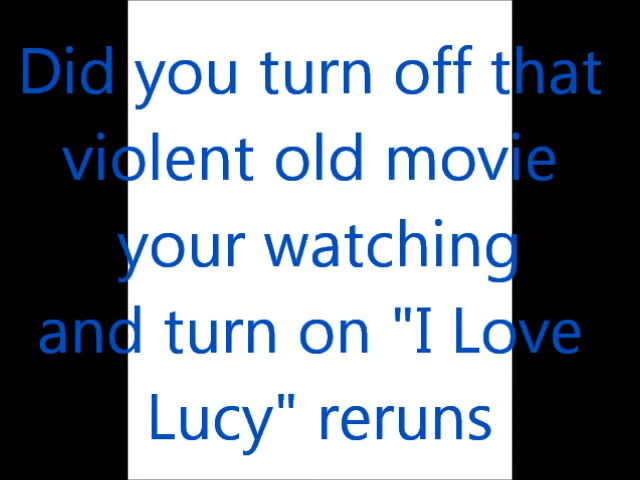 Did you turn off that
violent old movie
your watching
and turn on "I Love
Lucy" reruns